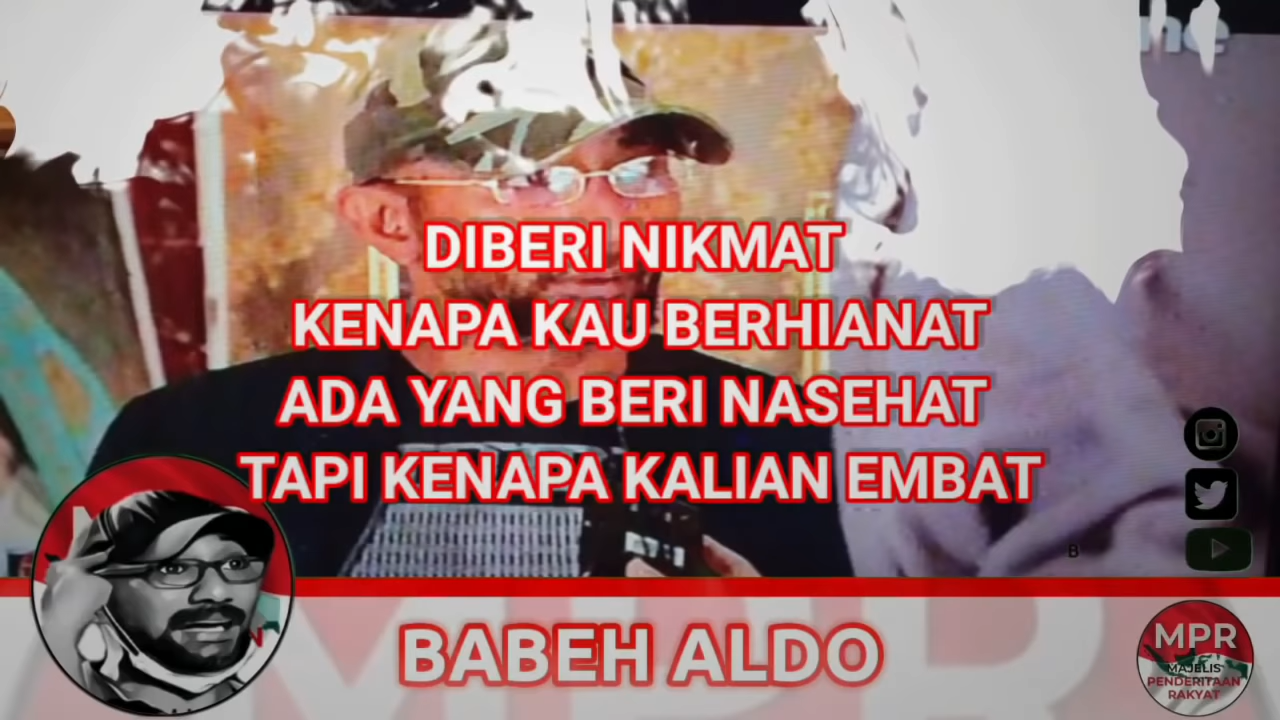 ne
DIBERI NIKMAT
KENAPA KAU BERHIANAT
ADA YANG BERI NASEHAT
TAPI KENAPA KALIAN EMBAT
B
BABEH ALDO
MPR
MAJELIS
PENDERITAAN
RAKYAT